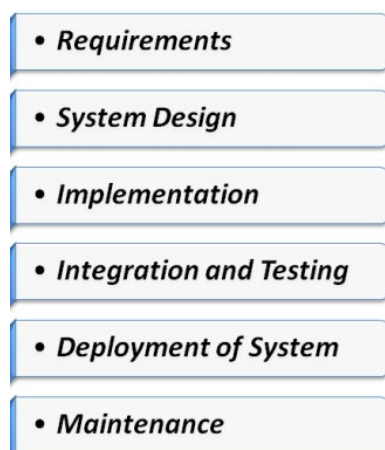 • Requirements
• System Design
• Implementation
• Integration and Testing
• Deployment of System
• Maintenance